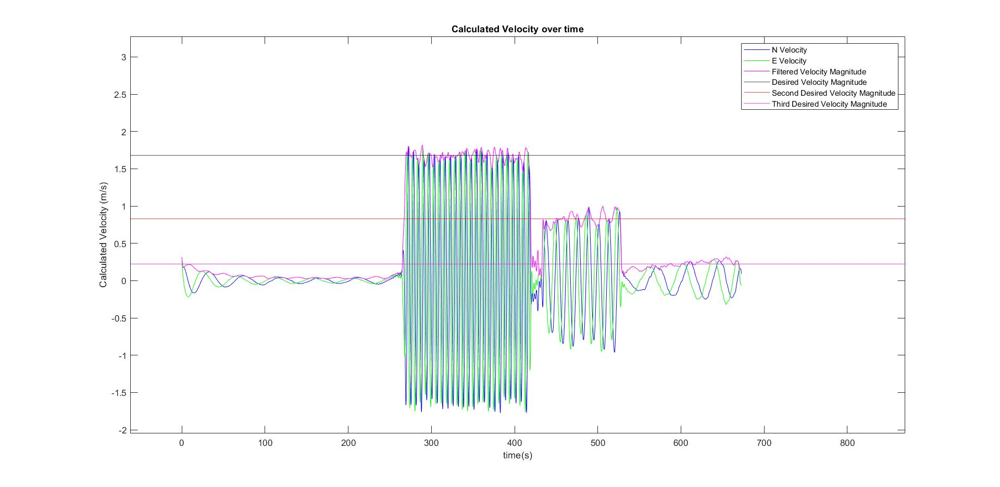 Calculated Velocity over time
N Velocity
E Velocity
Filtered Velocity Magnitude
Desired Velocity Magnitude
Second Desired Velocity Magnitude
Third Desired Velocity Magnitude
Calculated Velocity (m/s)
3
2.5
2
1.5
1
0.5
0
-0.5
-1
-1.5
-2
0 100 200 300 400 500 600 700 800
time(s)